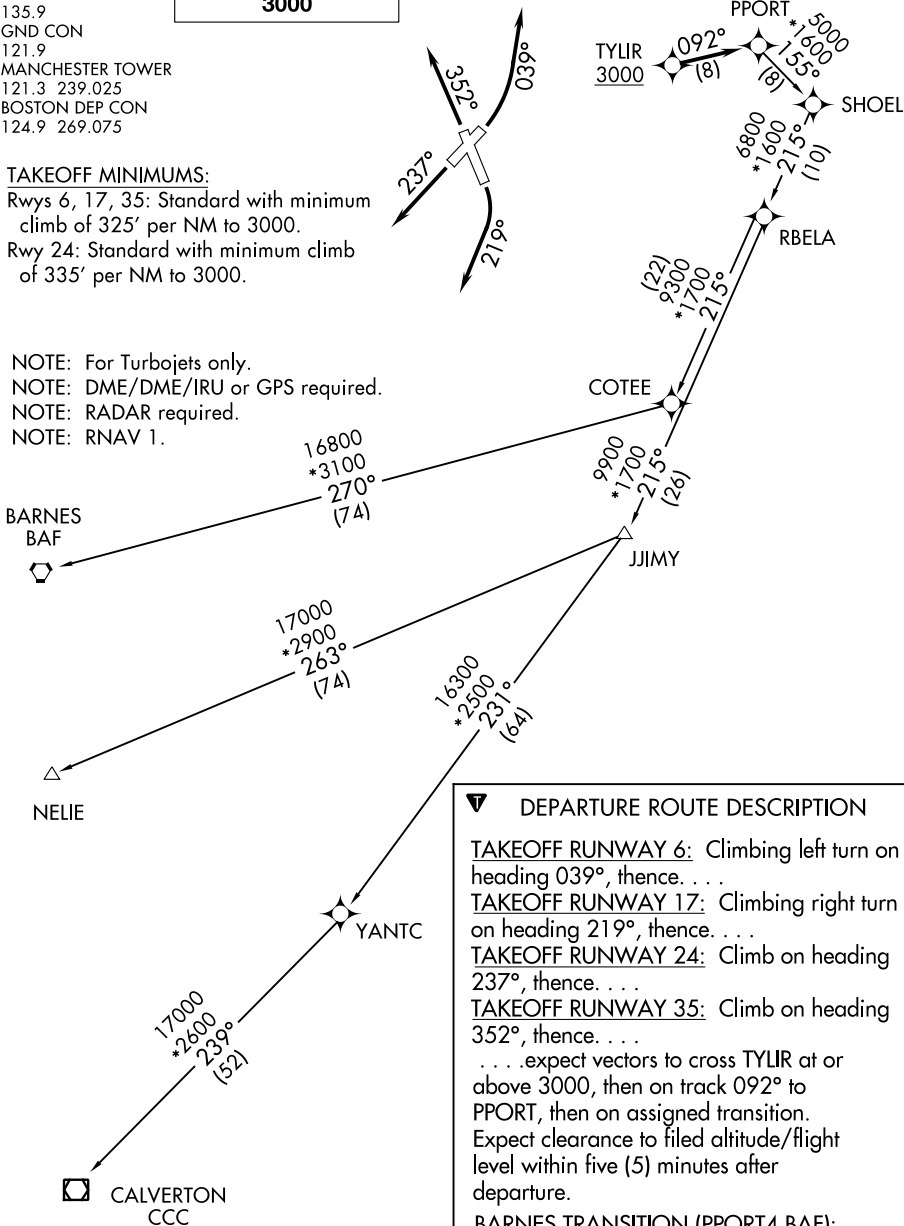 135.9
GND CON
121.9
MANCHESTER TOWER
121.3 239.025
BOSTON DEP CON
124.9 269.075
3000
TAKEOFF MINIMUMS:
Rwys 6, 17, 35: Standard with minimum
climb of 325' per NM to 3000.
Rwy 24: Standard with minimum climb
of 335' per NM to 3000.
NOTE: For Turbojets only.
NOTE: DME/DME/IRU or GPS required.
NOTE: RADAR required.
NOTE: RNAV 1.
352°
039°
237°
219°
TYLIR
3000
092°
(8)
PPORT
5000
*1600
155°
(8)
SHOEL
6800
*1600
215°
(10)
RBELA
(22)
9300
*1700
215°
COTEE
9900
*1700
215°
(26)
JJIMY
16800
*3100
270°
(74)
BARNES
BAF
17000
*2900
263°
(74)
NELIE
16300
*2500
231°
(64)
YANTC
17000
*2600
239°
(52)
CALVERTON
CCC
T
DEPARTURE ROUTE DESCRIPTION
TAKEOFF RUNWAY 6: Climbing left turn on
heading 039°, thence. . . .
TAKEOFF RUNWAY 17: Climbing right turn
on heading 219°, thence. . . .
TAKEOFF RUNWAY 24: Climb on heading
237°, thence. . . .
TAKEOFF RUNWAY 35: Climb on heading
352°, thence. . . .
. . . .expect vectors to cross TYLIR at or
above 3000, then on track 092° to
PPORT, then on assigned transition.
Expect clearance to filed altitude/flight
level within five (5) minutes after
departure.
BARNES TRANSITION (PPORT4.BAF):